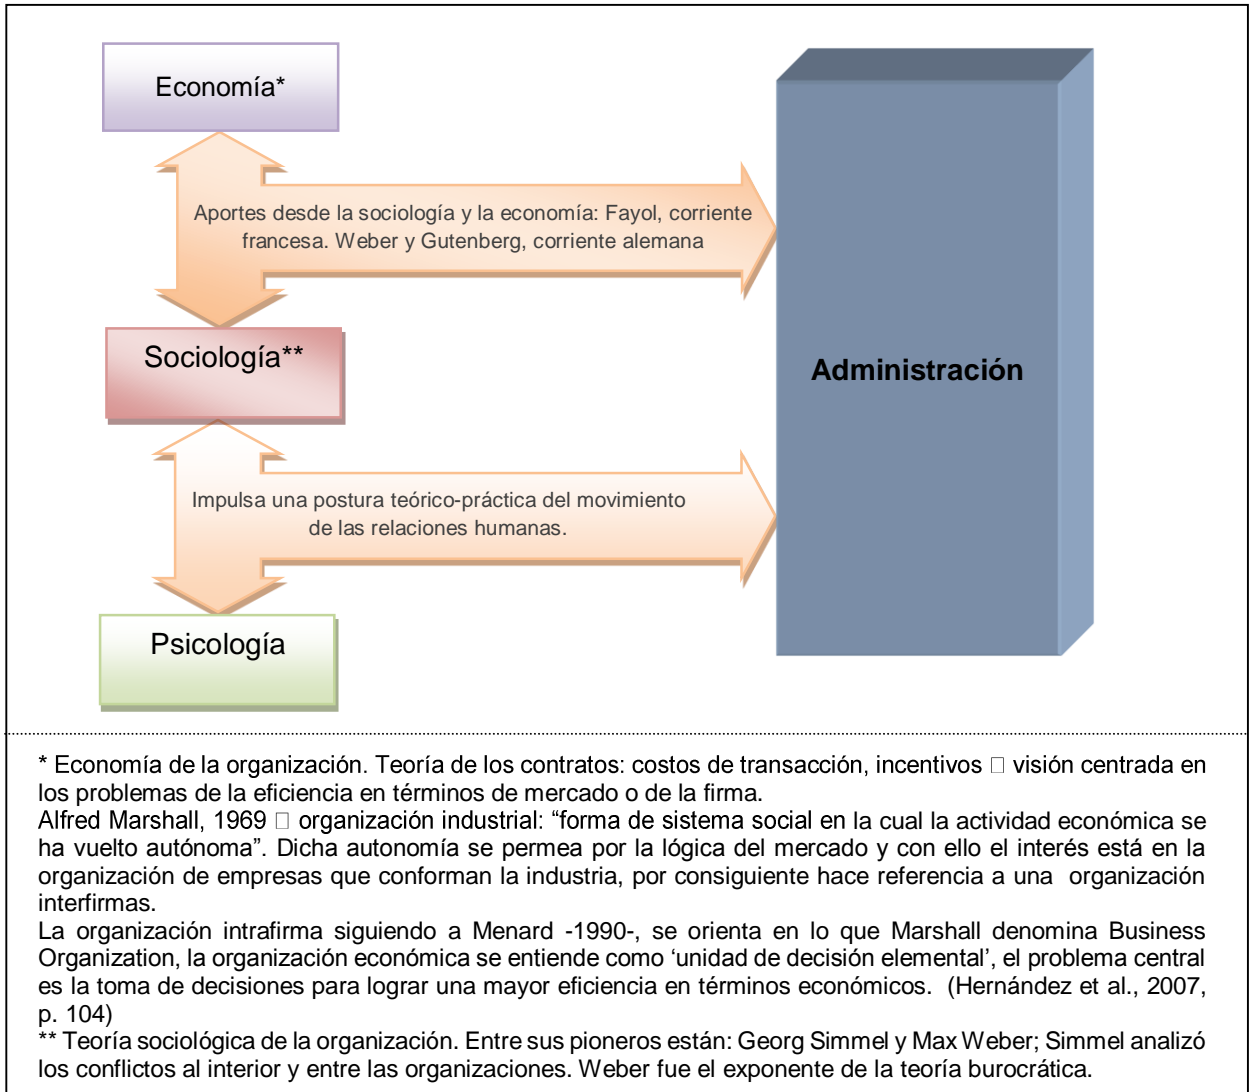 Economía*
Aportes desde la sociología y la economía: Fayol, corriente
francesa. Weber y Gutenberg, corriente alemana
Sociología**
Administración
Impulsa una postura teórico-práctica del movimiento
de las relaciones humanas.
Psicología
* Economía de la organización. Teoría de los contratos: costos de transacción, incentivos □ visión centrada en
los problemas de la eficiencia en términos de mercado o de la firma.
Alfred Marshall, 1969 □ organización industrial: “forma de sistema social en la cual la actividad económica se
ha vuelto autónoma”. Dicha autonomía se permea por la lógica del mercado y con ello el interés está en la
organización de empresas que conforman la industria, por consiguiente hace referencia a una organización
interfirmas.
La organización intrafirma siguiendo a Menard -1990-, se orienta en lo que Marshall denomina Business
Organization, la organización económica se entiende como ‘unidad de decisión elemental’, el problema central
es la toma de decisiones para lograr una mayor eficiencia en términos económicos. (Hernández et al., 2007,
p. 104)
** Teoría sociológica de la organización. Entre sus pioneros están: Georg Simmel y Max Weber; Simmel analizó
los conflictos al interior y entre las organizaciones. Weber fue el exponente de la teoría burocrática.